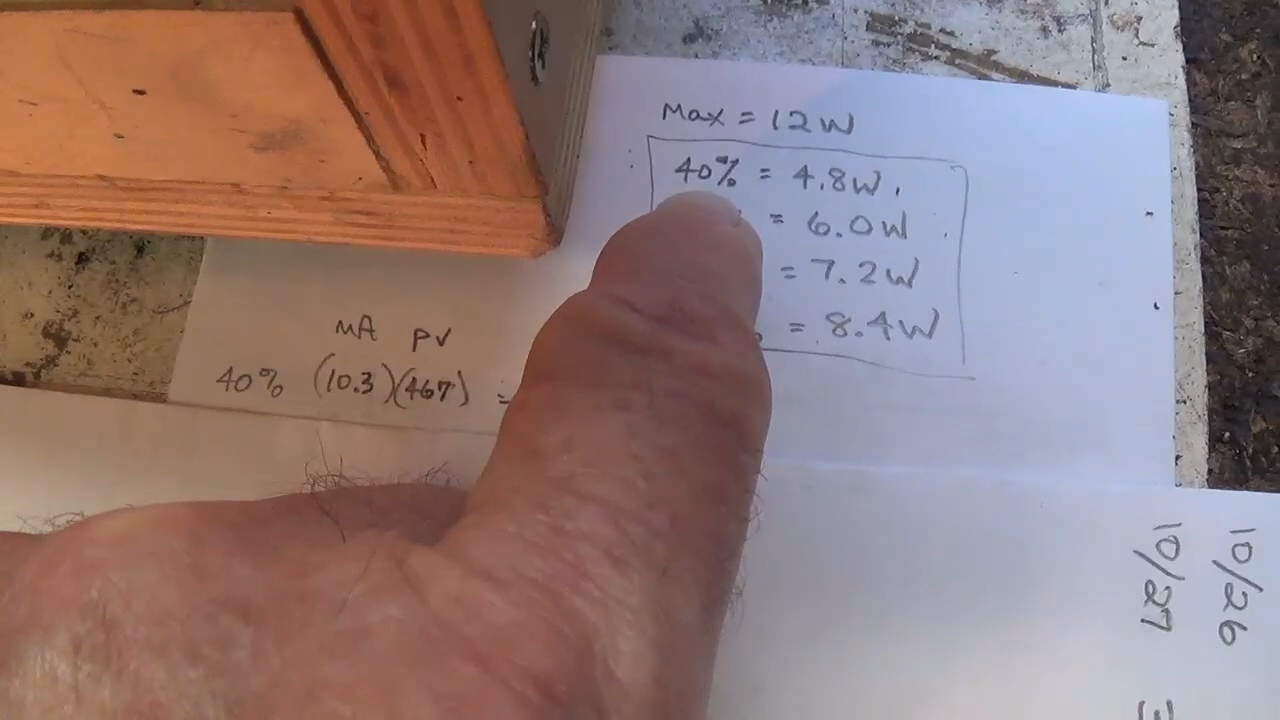 Max = 12W
40% = 4.8W.
= 6.0W
= 7.2W
= 8.4W
MA PV
40% (10.3)(467) =
10/26
10/27